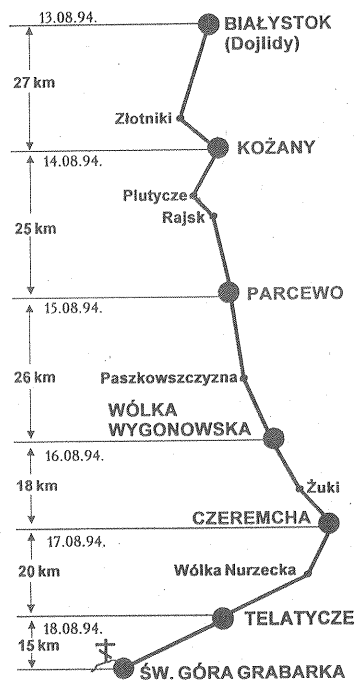 13.08.94.
BIAŁYSTOK
(Dojlidy)
27 km
Złotniki
KOŻANY
14.08.94.
Plutycze
Rajsk
25 km
PARCEWO
15.08.94.
26 km
Paszkowszczyzna
WÓLKA
WYGONOWSKA
16.08.94.
18 km
Żuki
CZEREMCHA
17.08.94.
20 km
Wólka Nurzecka
TELATYCZE
18.08.94.
15 km
ŚW. GÓRA GRABARKA